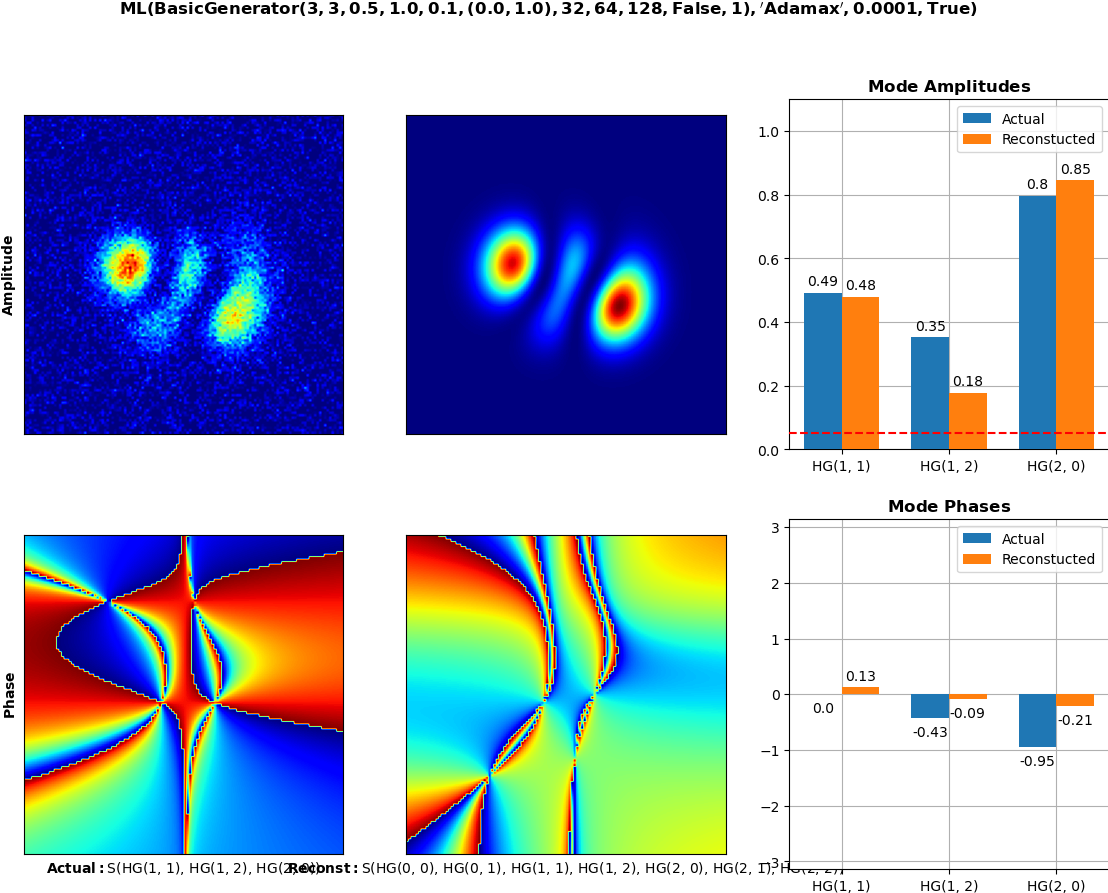 ML(BasicGenerator(3, 3, 0.5, 1.0, 0.1, (0.0, 1.0), 32, 64, 128, False, 1), ′Adamax′, 0.0001, True)
Amplitude
Mode Amplitudes
Actual
Reconstucted
1.0
0.8
0.6
0.4
0.2
0.0
0.49
0.48
0.35
0.18
0.8
0.85
HG(1, 1)
HG(1, 2)
HG(2, 0)
Phase
Mode Phases
Actual
Reconstucted
3
2
1
0
−1
−2
−3
0.0
0.13
-0.43
-0.09
-0.95
-0.21
HG(1, 1)
HG(1, 2)
HG(2, 0)
Actual: S(HG(1, 1), HG(1, 2), HG(2, 0))
Reconst: S(HG(0, 0), HG(0, 1), HG(1, 1), HG(1, 2), HG(2, 0), HG(2, 1), HG(2, 2))